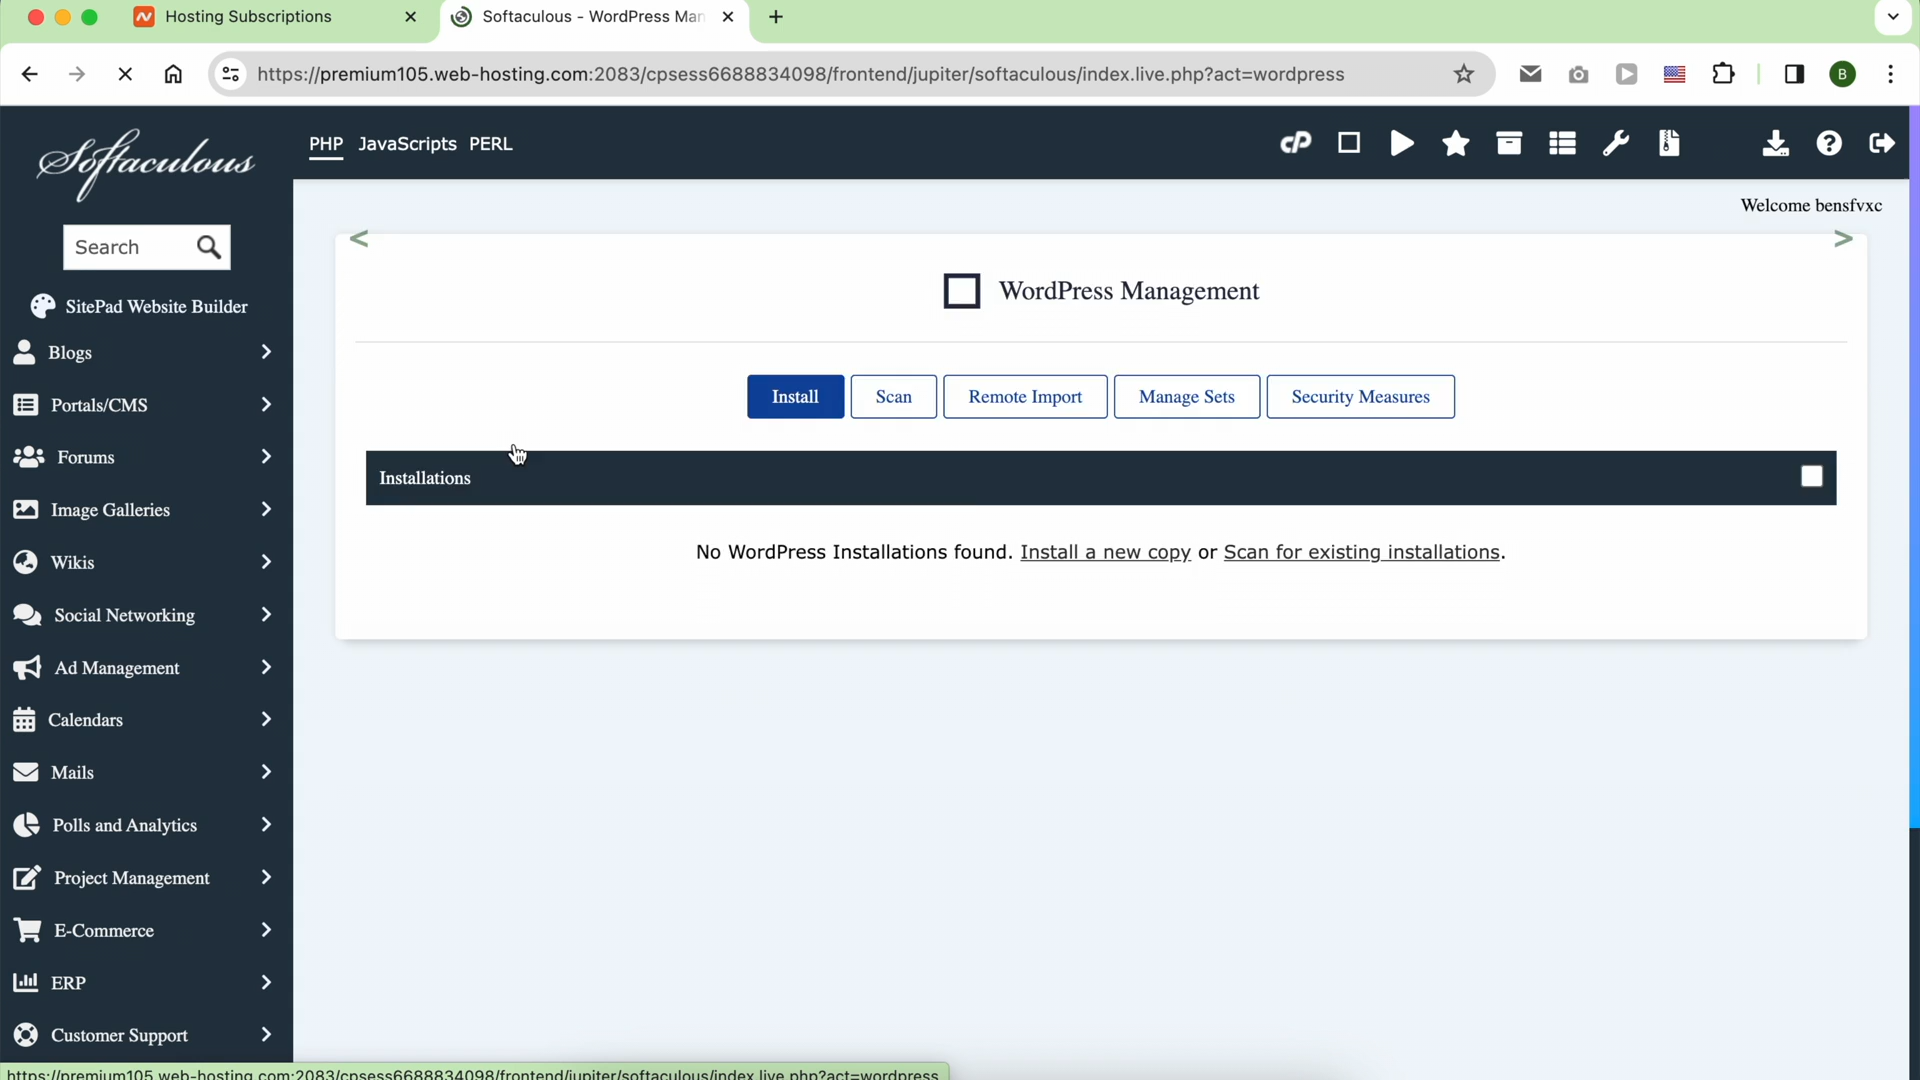 Hosting Subscriptions
Softaculous - WordPress Man
https://premium105.web-hosting.com:2083/cpsess6688834098/frontend/jupiter/softaculous/index.live.php?act=wordpress
B
Softaculous
PHP JavaScripts PERL
cP
Welcome bensfvxc
Search
< >
WordPress Management
SitePad Website Builder
Blogs
Install Scan Remote Import Manage Sets Security Measures
Portals/CMS
Forums
Installations
Image Galleries
No WordPress Installations found. Install a new copy or Scan for existing installations.
Wikis
Social Networking
Ad Management
Calendars
Mails
Polls and Analytics
Project Management
E-Commerce
ERP
Customer Support
https://premium105.web-hosting.com:2083/cpsess6688834098/frontend/jupiter/softaculous/index.live.php?act=wordpress